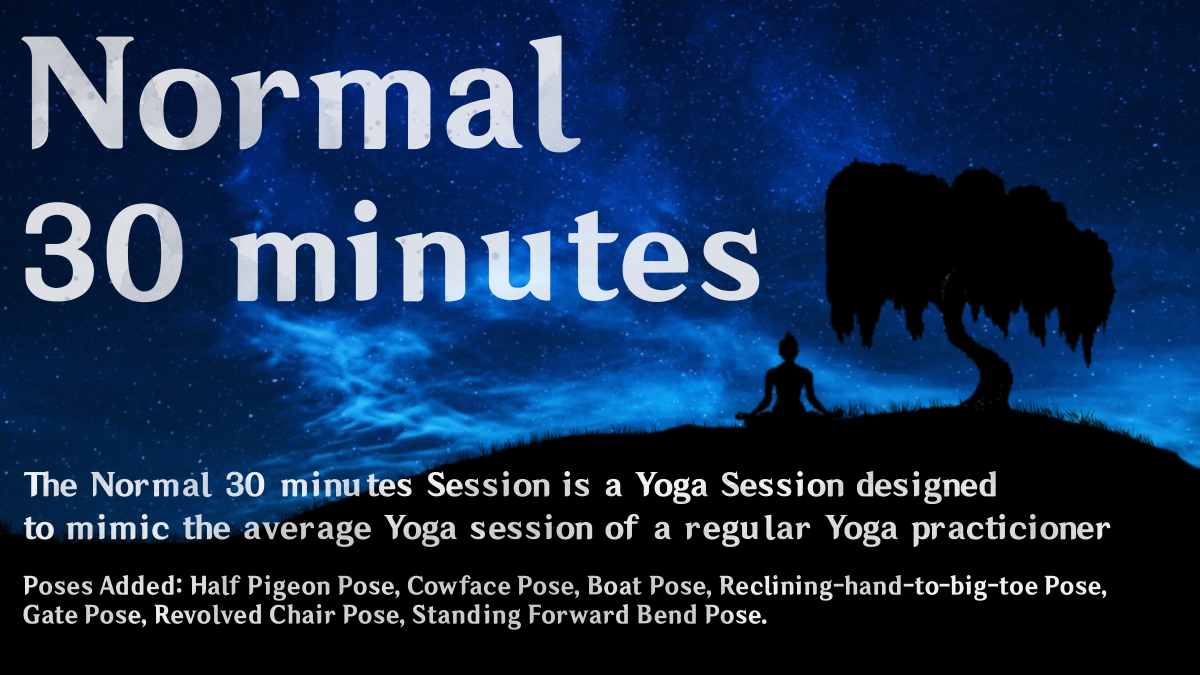 Normal
30 minutes
The Normal 30 minutes Session is a Yoga Session designed
to mimic the average Yoga session of a regular Yoga practicioner
Poses Added: Half Pigeon Pose, Cowface Pose, Boat Pose, Reclining-hand-to-big-toe Pose,
Gate Pose, Revolved Chair Pose, Standing Forward Bend Pose.